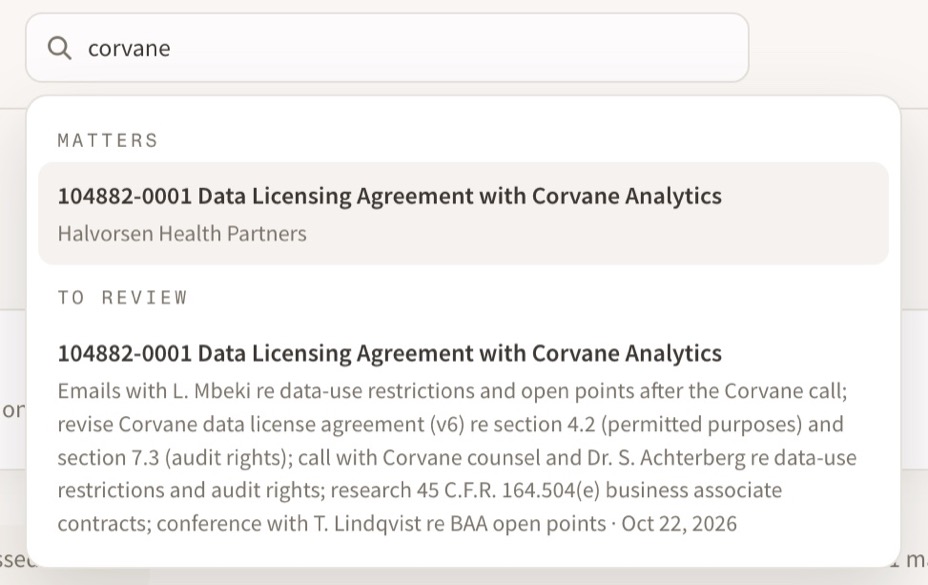 corvane
MATTERS
104882-0001 Data Licensing Agreement with Corvane Analytics
Halvorsen Health Partners
TO REVIEW
104882-0001 Data Licensing Agreement with Corvane Analytics
Emails with L. Mbeki re data-use restrictions and open points after the Corvane call;
revise Corvane data license agreement (v6) re section 4.2 (permitted purposes) and
section 7.3 (audit rights); call with Corvane counsel and Dr. S. Achterberg re data-use
restrictions and audit rights; research 45 C.F.R. 164.504(e) business associate
contracts; conference with T. Lindqvist re BAA open points · Oct 22, 2026